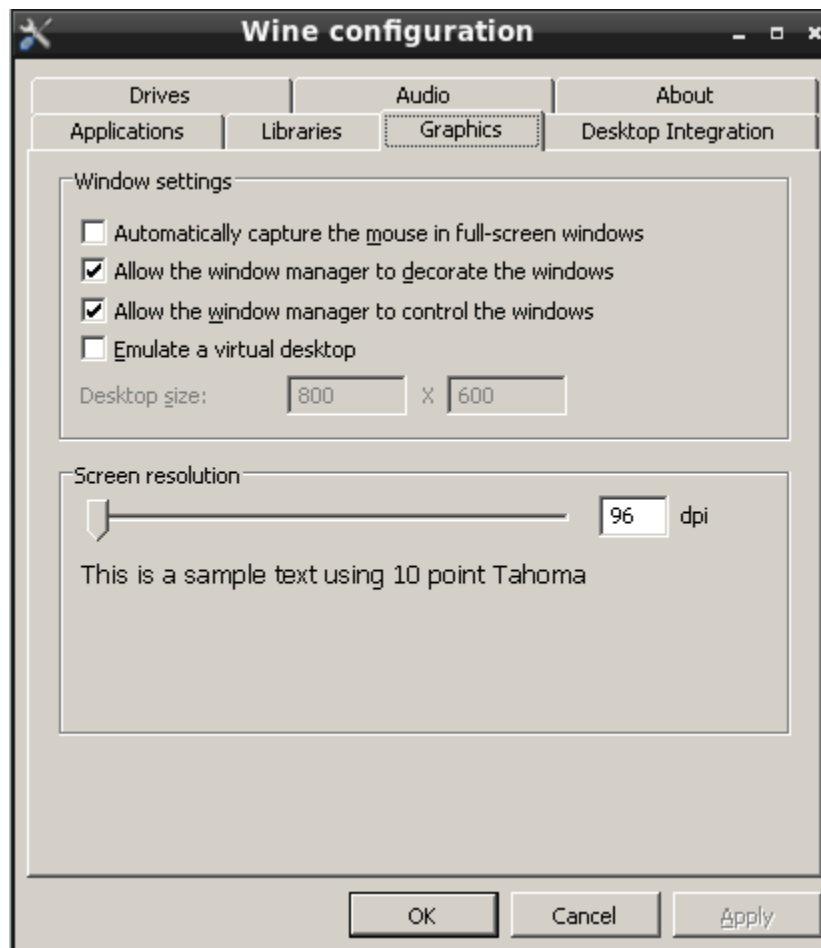 Wine configuration
Drives Audio About
Applications Libraries Graphics Desktop Integration
Window settings
Automatically capture the mouse in full-screen windows
Allow the window manager to decorate the windows
Allow the window manager to control the windows
Emulate a virtual desktop
Desktop size: 800 X 600
Screen resolution
96 dpi
This is a sample text using 10 point Tahoma
OK Cancel Apply